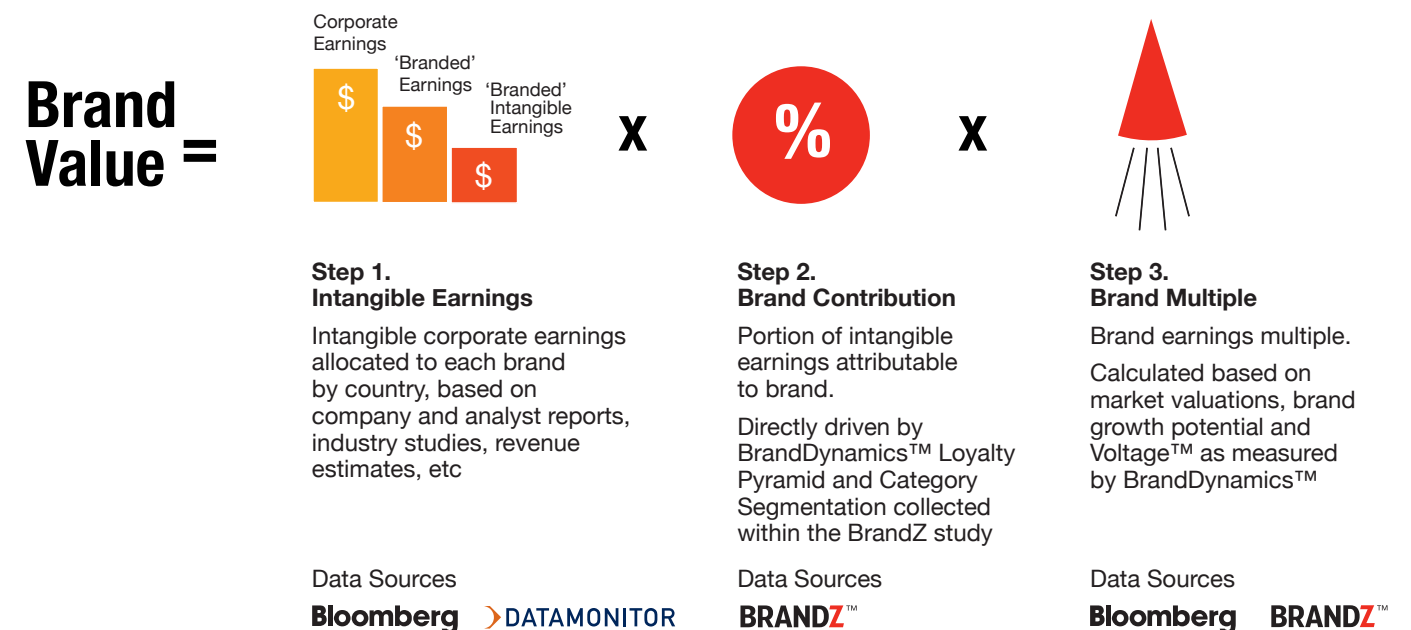 Brand
Value =
Corporate
Earnings
$
‘Branded’
Earnings
$
‘Branded’
Intangible
Earnings
$
x
%
x
Step 1.
Intangible Earnings
Intangible corporate earnings
allocated to each brand
by country, based on
company and analyst reports,
industry studies, revenue
estimates, etc
Data Sources
Bloomberg DATAMONITOR
Step 2.
Brand Contribution
Portion of intangible
earnings attributable
to brand.
Directly driven by
BrandDynamics™ Loyalty
Pyramid and Category
Segmentation collected
within the BrandZ study
Data Sources
BRANDZ™
Step 3.
Brand Multiple
Brand earnings multiple.
Calculated based on
market valuations, brand
growth potential and
Voltage™ as measured
by BrandDynamics™
Data Sources
Bloomberg BRANDZ™